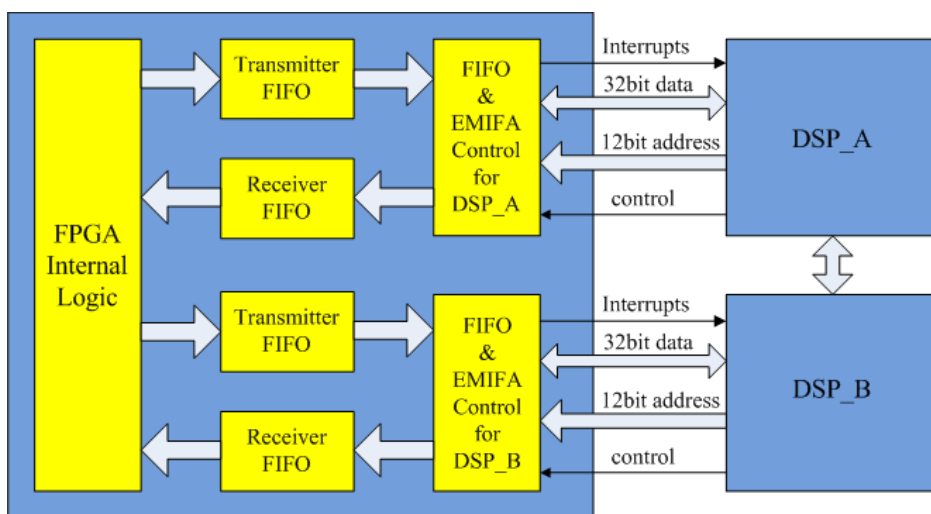 FPGA
Internal
Logic
Transmitter
FIFO
Receiver
FIFO
FIFO
&
EMIFA
Control
for
DSP_A
Interrupts
32bit data
12bit address
control
DSP_A
Transmitter
FIFO
Receiver
FIFO
FIFO
&
EMIFA
Control
for
DSP_B
Interrupts
32bit data
12bit address
control
DSP_B